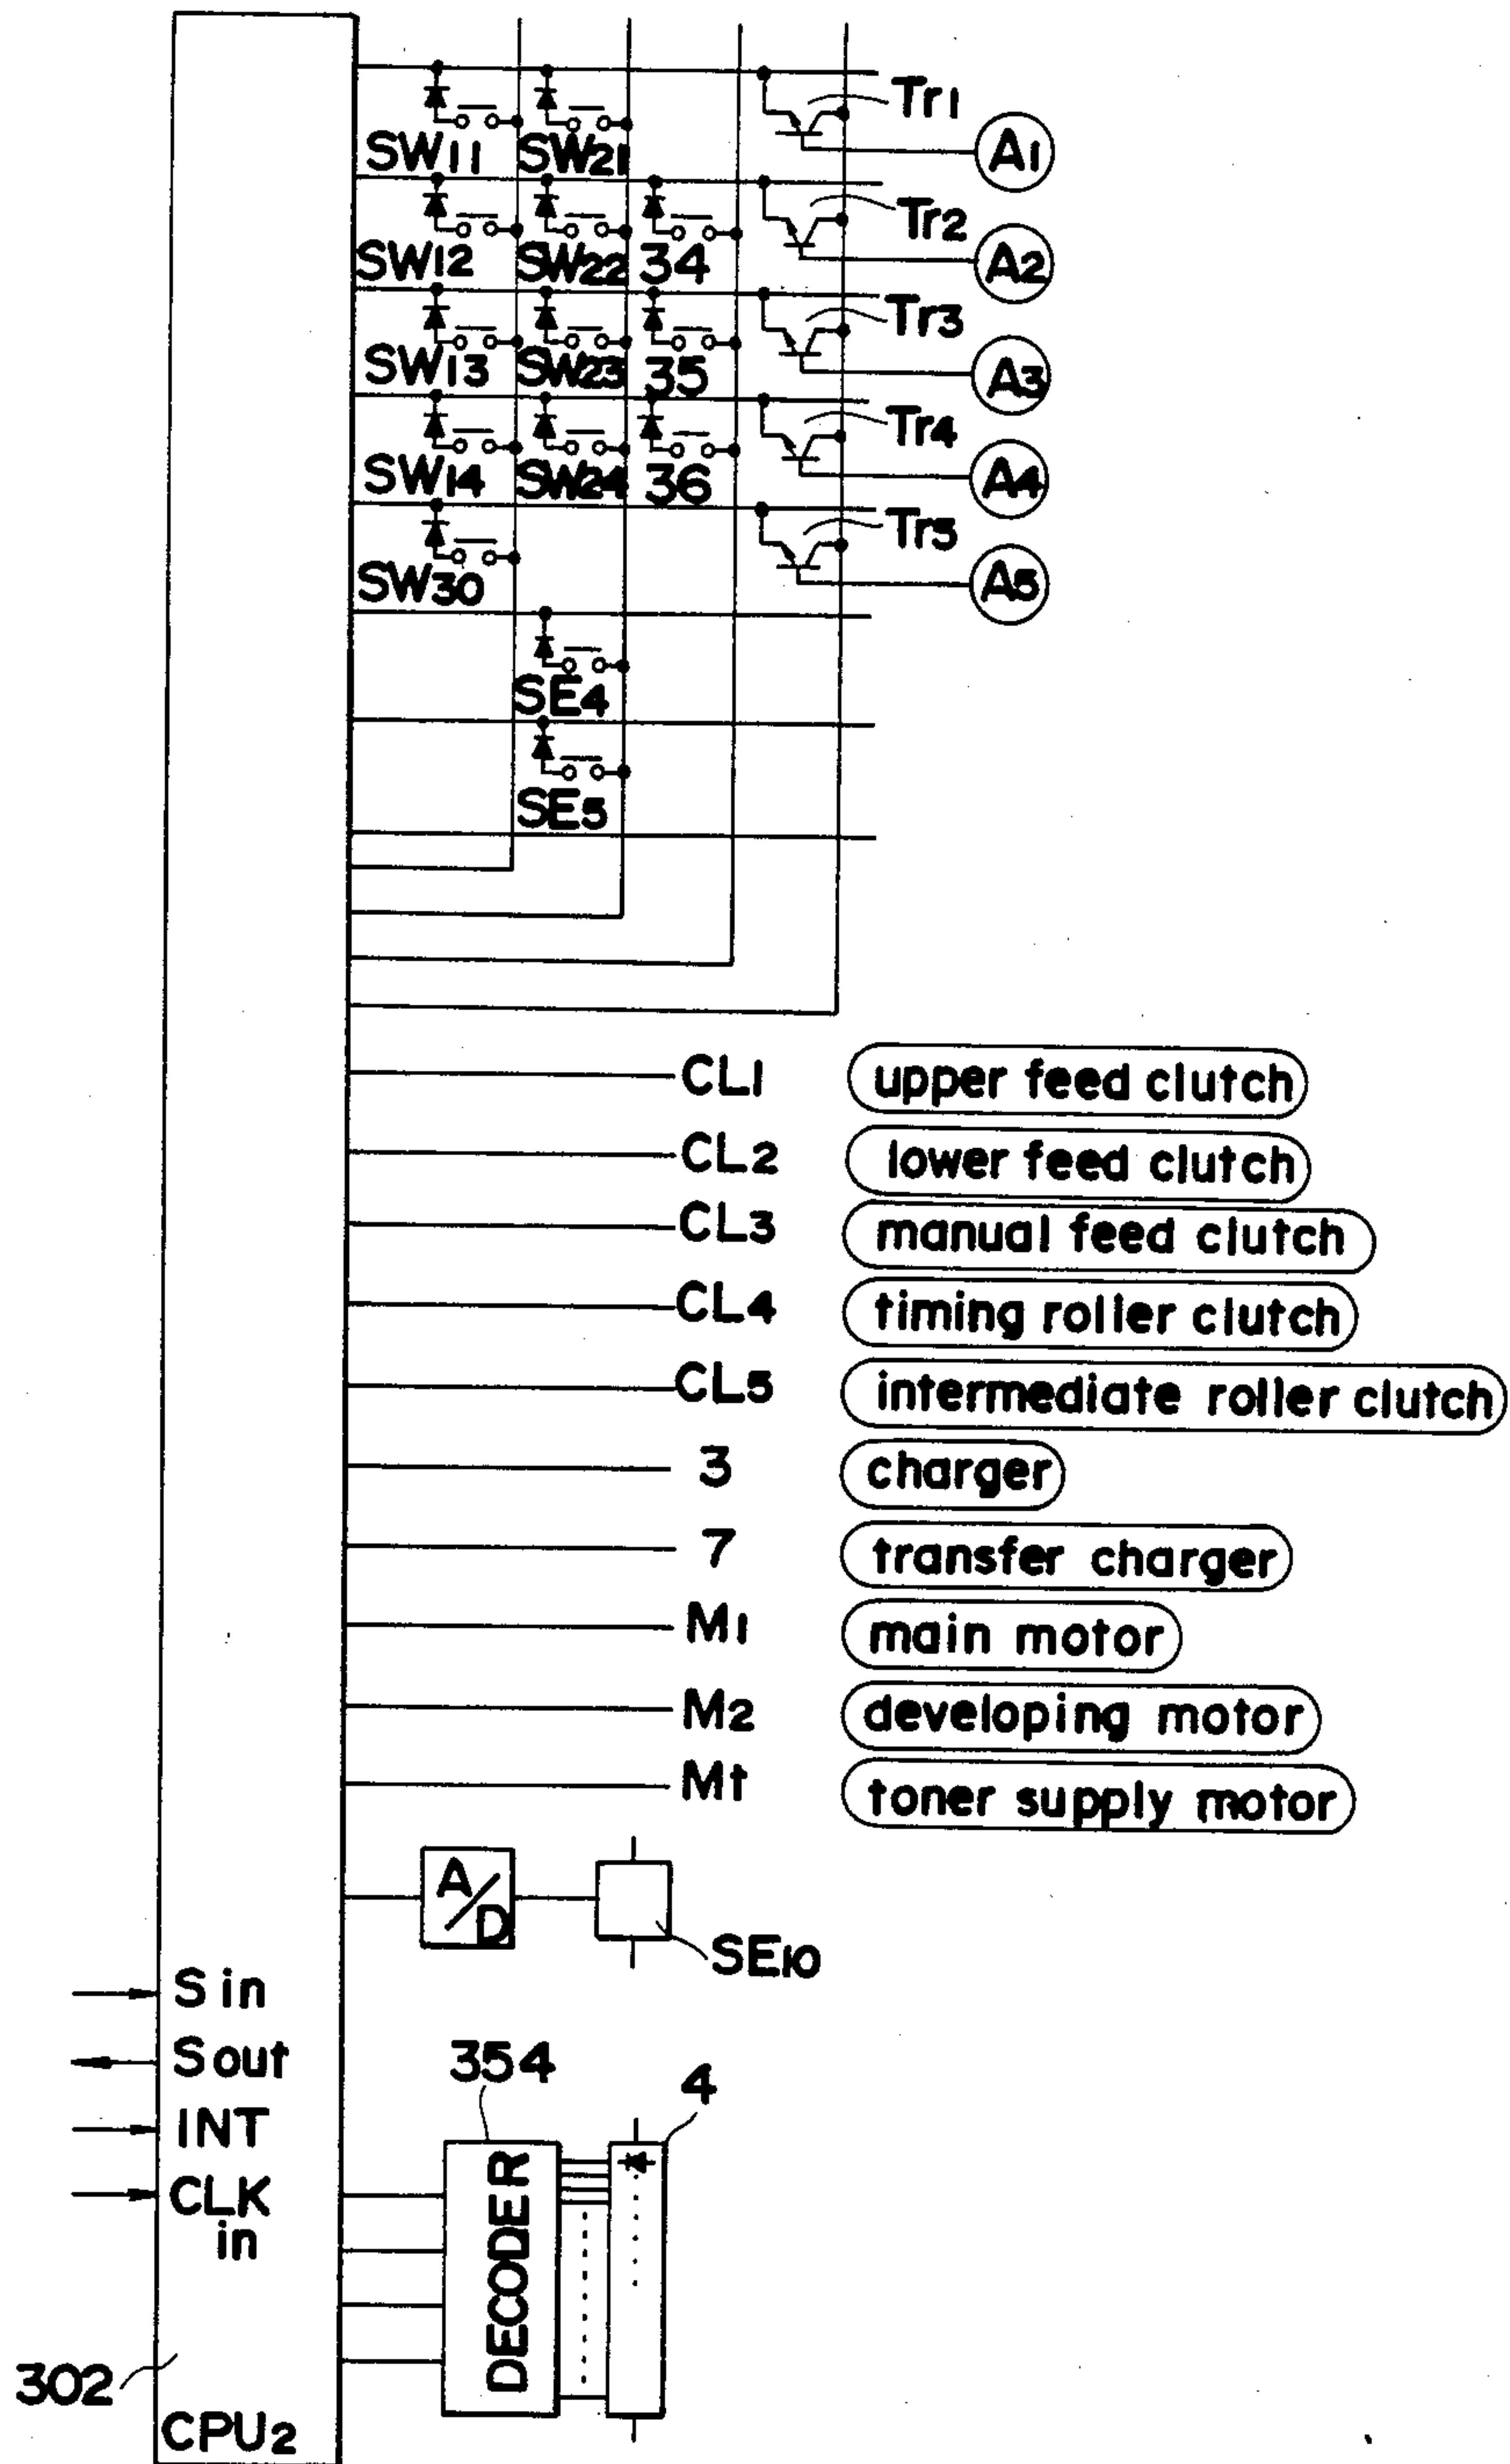 Tr1
A1
SW11 SW21
Tr2
A2
SW12 SW22 34
Tr3
A3
SW13 SW23 35
Tr4
A4
SW14 SW24 36
Tr5
A5
SW30
SE4
SE5
CL1 upper feed clutch
CL2 lower feed clutch
CL3 manual feed clutch
CL4 timing roller clutch
CL5 intermediate roller clutch
3 charger
7 transfer charger
M1 main motor
M2 developing motor
Mt toner supply motor
A/D
SE10
S in
S out
INT
CLK
in
354
4
DECODER
302
CPU2